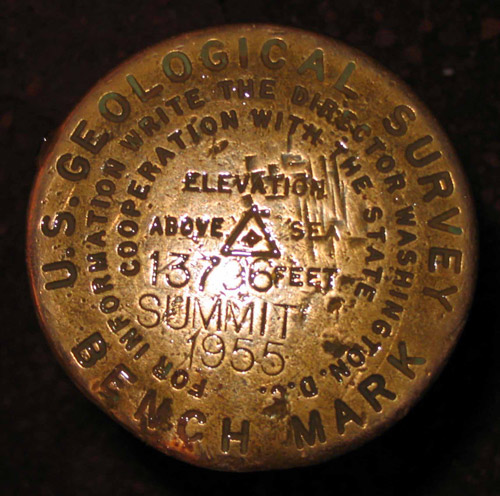 U.S. GEOLOGICAL SURVEY
FOR INFORMATION WRITE THE DIRECTOR, WASHINGTON, D.C.
COOPERATION WITH THE STATE
ELEVATION
ABOVE SEA
13796 FEET
SUMMIT
1955
BENCH MARK